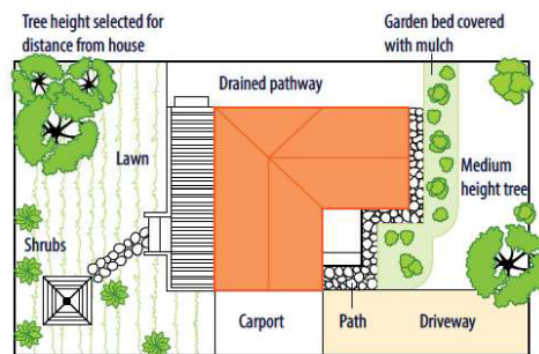 Tree height selected for
distance from house
Garden bed covered
with mulch
Drained pathway
Lawn
Medium
height tree
Shrubs
Carport
Path
Driveway